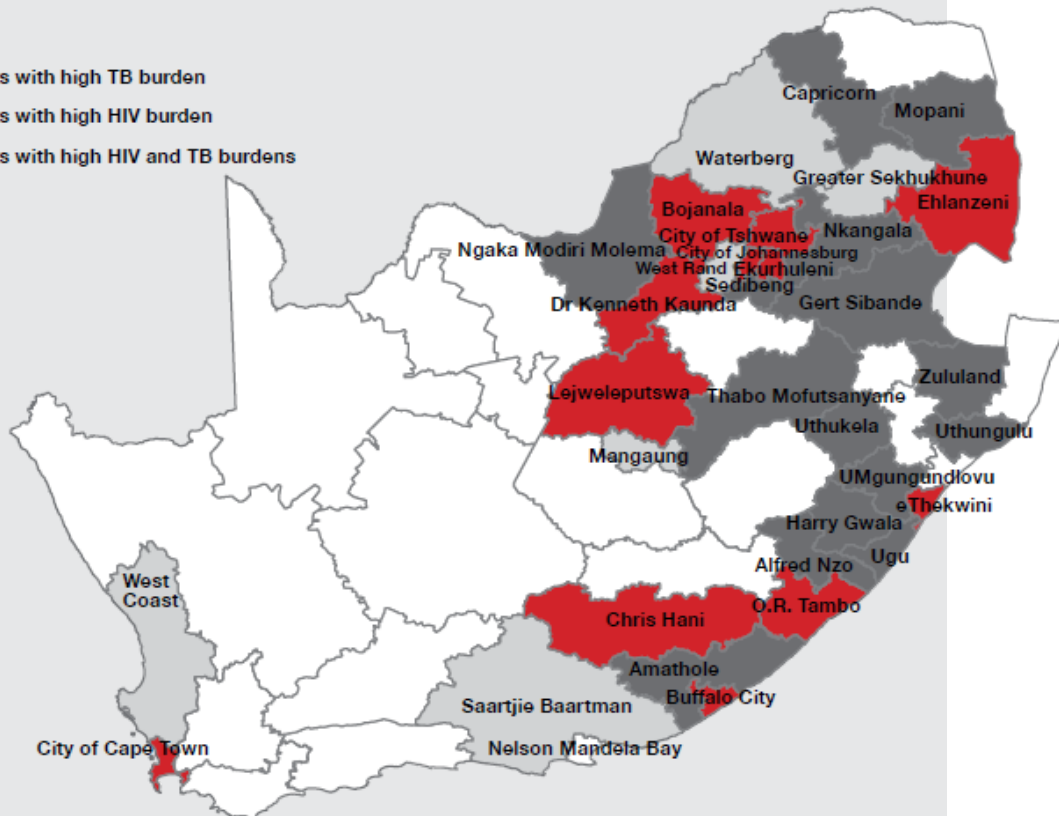 s with high TB burden
s with high HIV burden
s with high HIV and TB burdens
Capricorn
Mopani
Waterberg
Greater Sekhukhune
Ehlanzeni
Bojanala
City of Tshwane
Nkangala
Ngaka Modiri Molema
City of Johannesburg
West Rand
Ekurhuleni
Sedibeng
Dr Kenneth Kaunda
Gert Sibande
Lejweleputswa
Thabo Mofutsanyane
Zululand
Uthukela
Uthungulu
Mangaung
UMgungundlovu
eThekwini
Harry Gwala
Ugu
Alfred Nzo
West
Coast
O.R. Tambo
Chris Hani
Amathole
Buffalo City
Saartjie Baartman
City of Cape Town
Nelson Mandela Bay